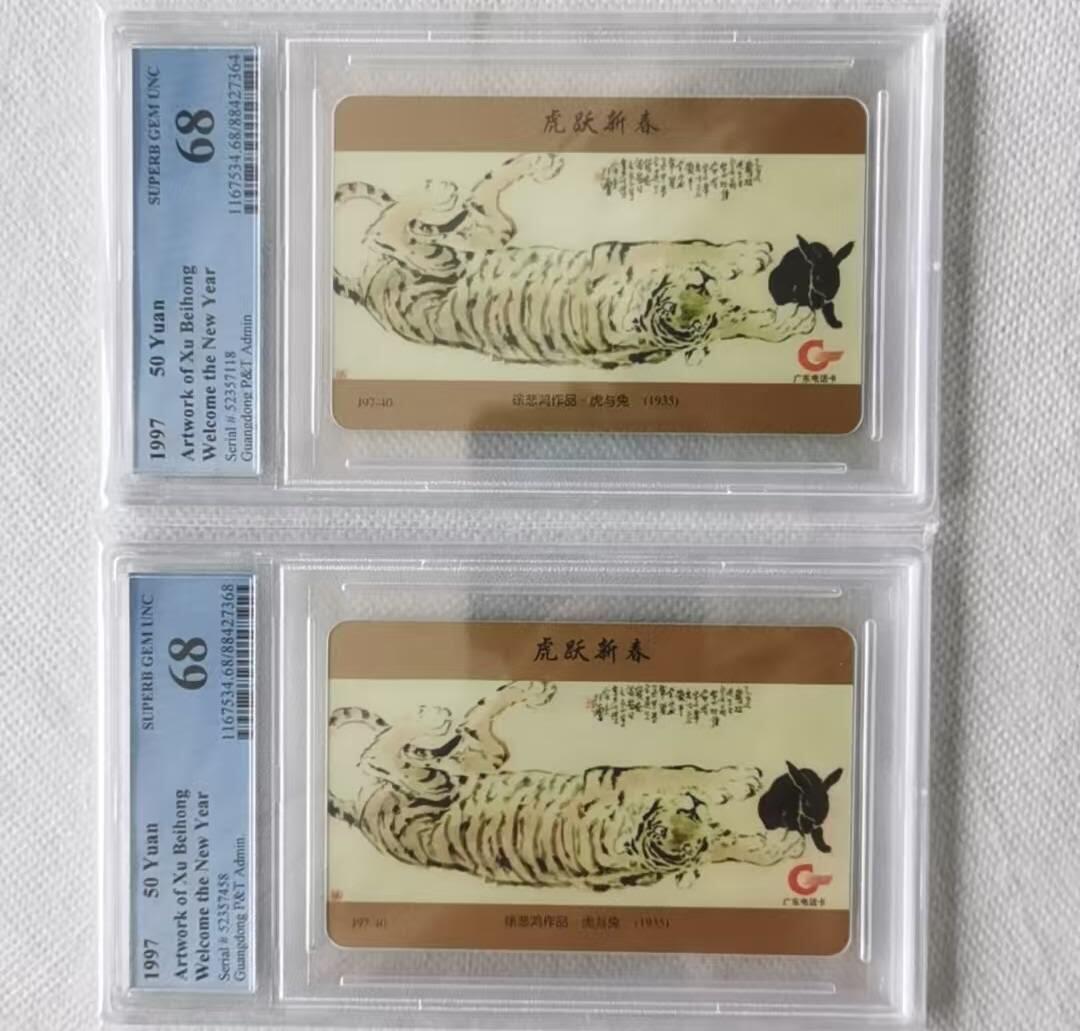 SUPERB GEM UNC
68
1167534.68/88427364
1997 50 Yuan
Artwork of Xu Beihong
Welcome the New Year
Serial # 52357118
Guangdong P&T Admin
虎跃新春
广东电话卡
J97-40 徐悲鸿作品·虎与兔 (1935)
SUPERB GEM UNC
68
1167534.68/88427368
1997 50 Yuan
Artwork of Xu Beihong
Welcome the New Year
Serial # 52357458
Guangdong P&T Admin.
虎跃新春
广东电话卡
J97-40 徐悲鸿作品·虎与兔 (1935)